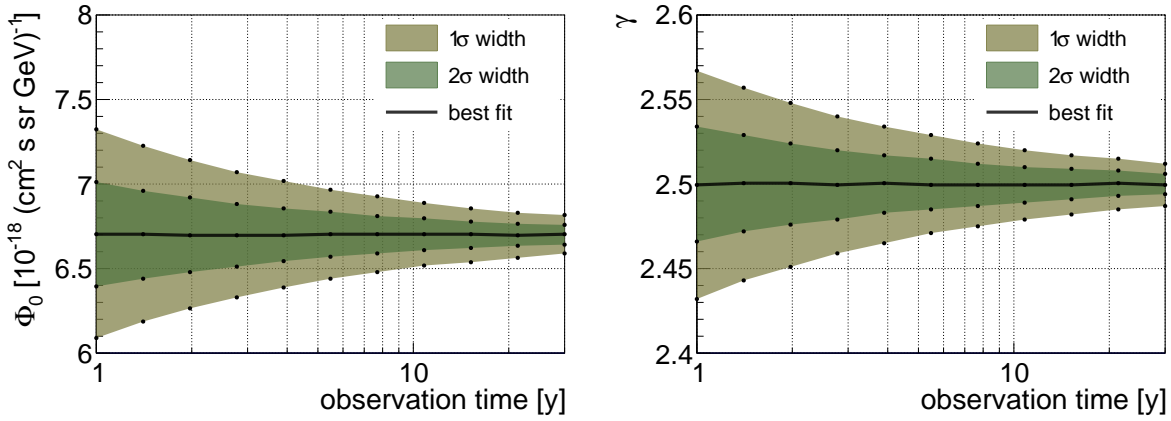 Φ₀ [10⁻¹⁸ (cm² s sr GeV)⁻¹]
8
7.5
7
6.5
6
1σ width
2σ width
best fit
1
10
observation time [y]
γ
2.6
2.55
2.5
2.45
2.4
1σ width
2σ width
best fit
1
10
observation time [y]